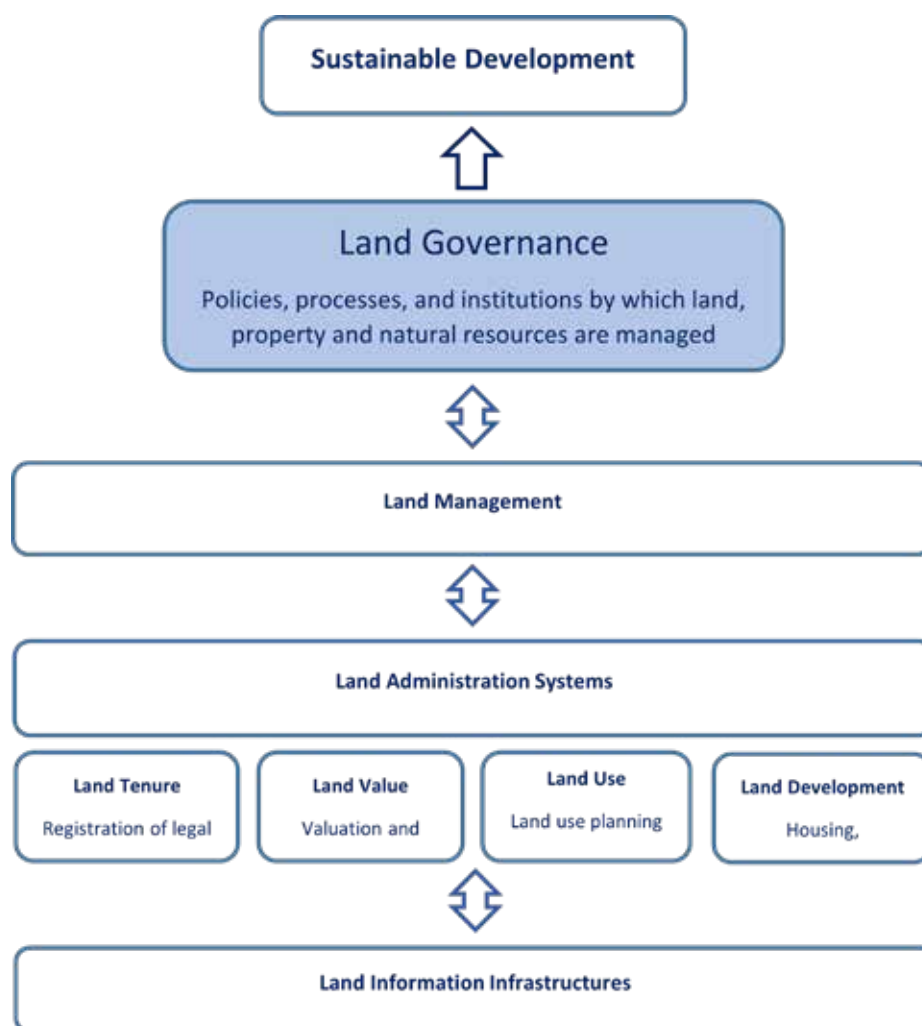 Sustainable Development
Land Governance
Policies, processes, and institutions by which land,
property and natural resources are managed
Land Management
Land Administration Systems
Land Tenure
Registration of legal
Land Value
Valuation and
Land Use
Land use planning
Land Development
Housing,
Land Information Infrastructures